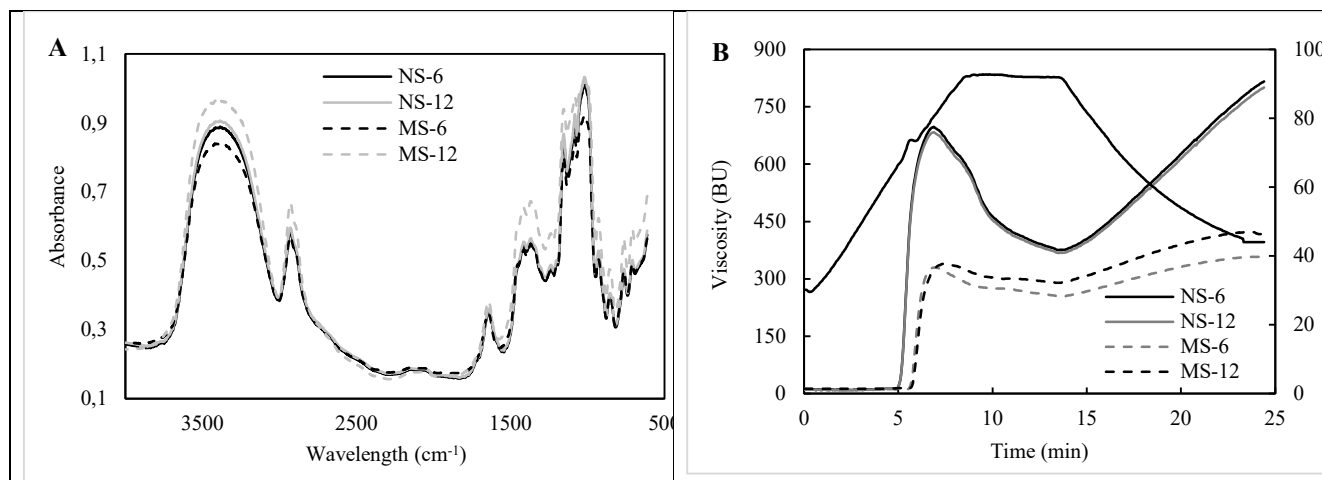 A
1,1
0,9
0,7
0,5
0,3
0,1
Absorbance
NS-6
NS-12
MS-6
MS-12
3500
2500
1500
500
Wavelength (cm-1)
B
900
750
600
450
300
150
0
Viscosity (BU)
100
80
60
40
20
0
NS-6
NS-12
MS-6
MS-12
0
5
10
15
20
25
Time (min)